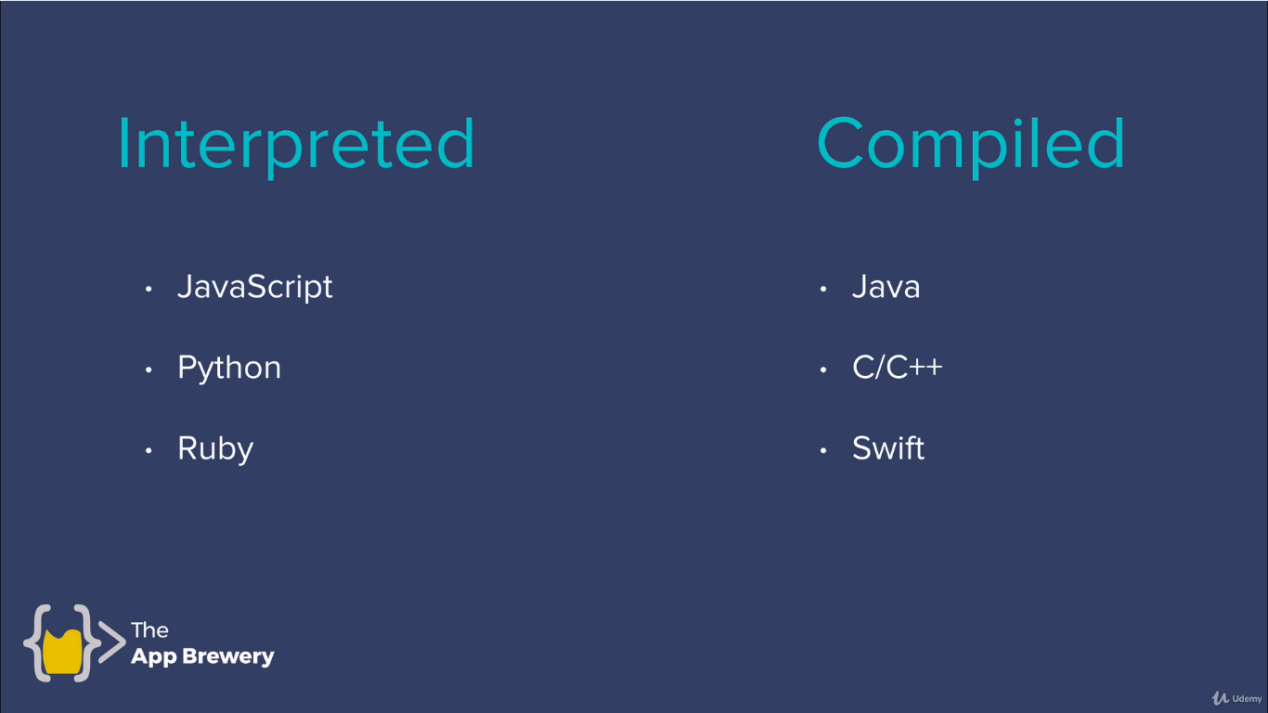 Interpreted
Compiled
• JavaScript
• Python
• Ruby
• Java
• C/C++
• Swift
The
App Brewery
Udemy